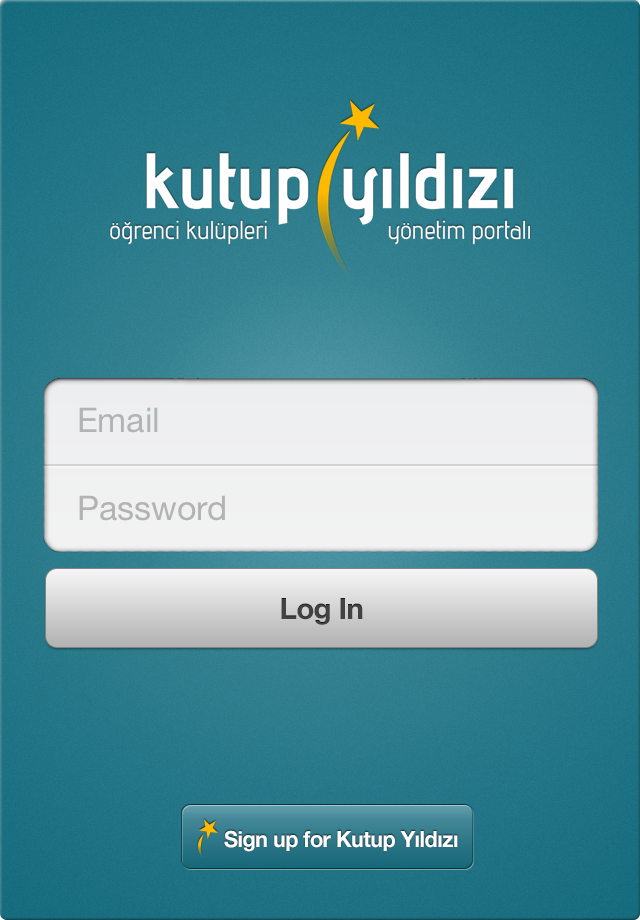 kutup yıldızı
öğrenci kulüpleri yönetim portalı
Email
Password
Log In
Sign up for Kutup Yıldızı